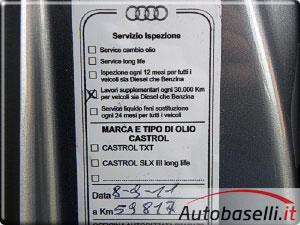 Servizio Ispezione
Service cambio olio
Service long life
Ispezione ogni 12 mesi per tutti i
veicoli sia Diesel che Benzina
Lavori supplementari ogni 30.000 Km
per veicoli sia Diesel che Benzina
Service liquido freni sostituzione
ogni 24 mesi per tutti i veicoli
MARCA E TIPO DI OLIO
CASTROL
CASTROL TXT
CASTROL SLX III long life
Data 8-9-11
a Km 59817
Autobaselli.it